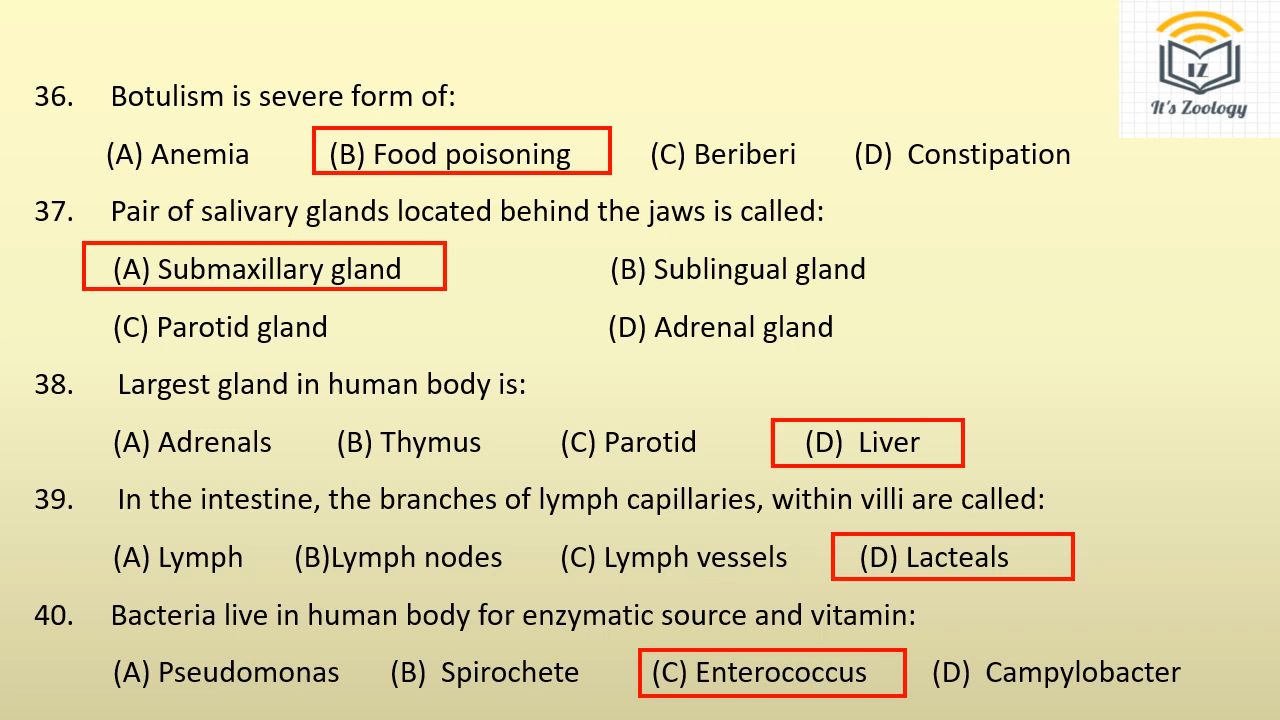 IZ
It's Zoology
36. Botulism is severe form of:
(A) Anemia (B) Food poisoning (C) Beriberi (D) Constipation
37. Pair of salivary glands located behind the jaws is called:
(A) Submaxillary gland (B) Sublingual gland
(C) Parotid gland (D) Adrenal gland
38. Largest gland in human body is:
(A) Adrenals (B) Thymus (C) Parotid (D) Liver
39. In the intestine, the branches of lymph capillaries, within villi are called:
(A) Lymph (B)Lymph nodes (C) Lymph vessels (D) Lacteals
40. Bacteria live in human body for enzymatic source and vitamin:
(A) Pseudomonas (B) Spirochete (C) Enterococcus (D) Campylobacter